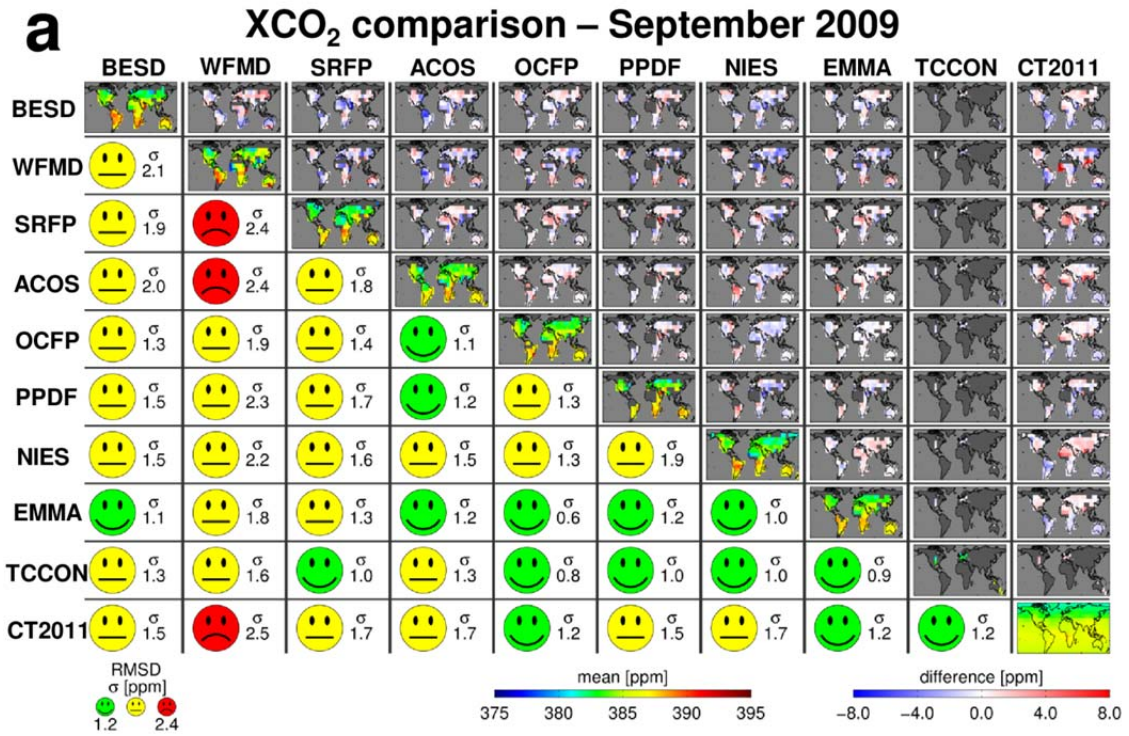 a
XCO₂ comparison – September 2009
BESD WFMD SRFP ACOS OCFP PPDF NIES EMMA TCCON CT2011
BESD
WFMD σ 2.1
SRFP σ 1.9 σ 2.4
ACOS σ 2.0 σ 2.4 σ 1.8
OCFP σ 1.3 σ 1.9 σ 1.4 σ 1.1
PPDF σ 1.5 σ 2.3 σ 1.7 σ 1.2 σ 1.3
NIES σ 1.5 σ 2.2 σ 1.6 σ 1.5 σ 1.3 σ 1.9
EMMA σ 1.1 σ 1.8 σ 1.3 σ 1.2 σ 0.6 σ 1.2 σ 1.0
TCCON σ 1.3 σ 1.6 σ 1.0 σ 1.3 σ 0.8 σ 1.0 σ 1.0 σ 0.9
CT2011 σ 1.5 σ 2.5 σ 1.7 σ 1.7 σ 1.2 σ 1.5 σ 1.7 σ 1.2 σ 1.2
RMSD
σ [ppm]
1.2 2.4
mean [ppm]
375 380 385 390 395
difference [ppm]
-8.0 -4.0 0.0 4.0 8.0